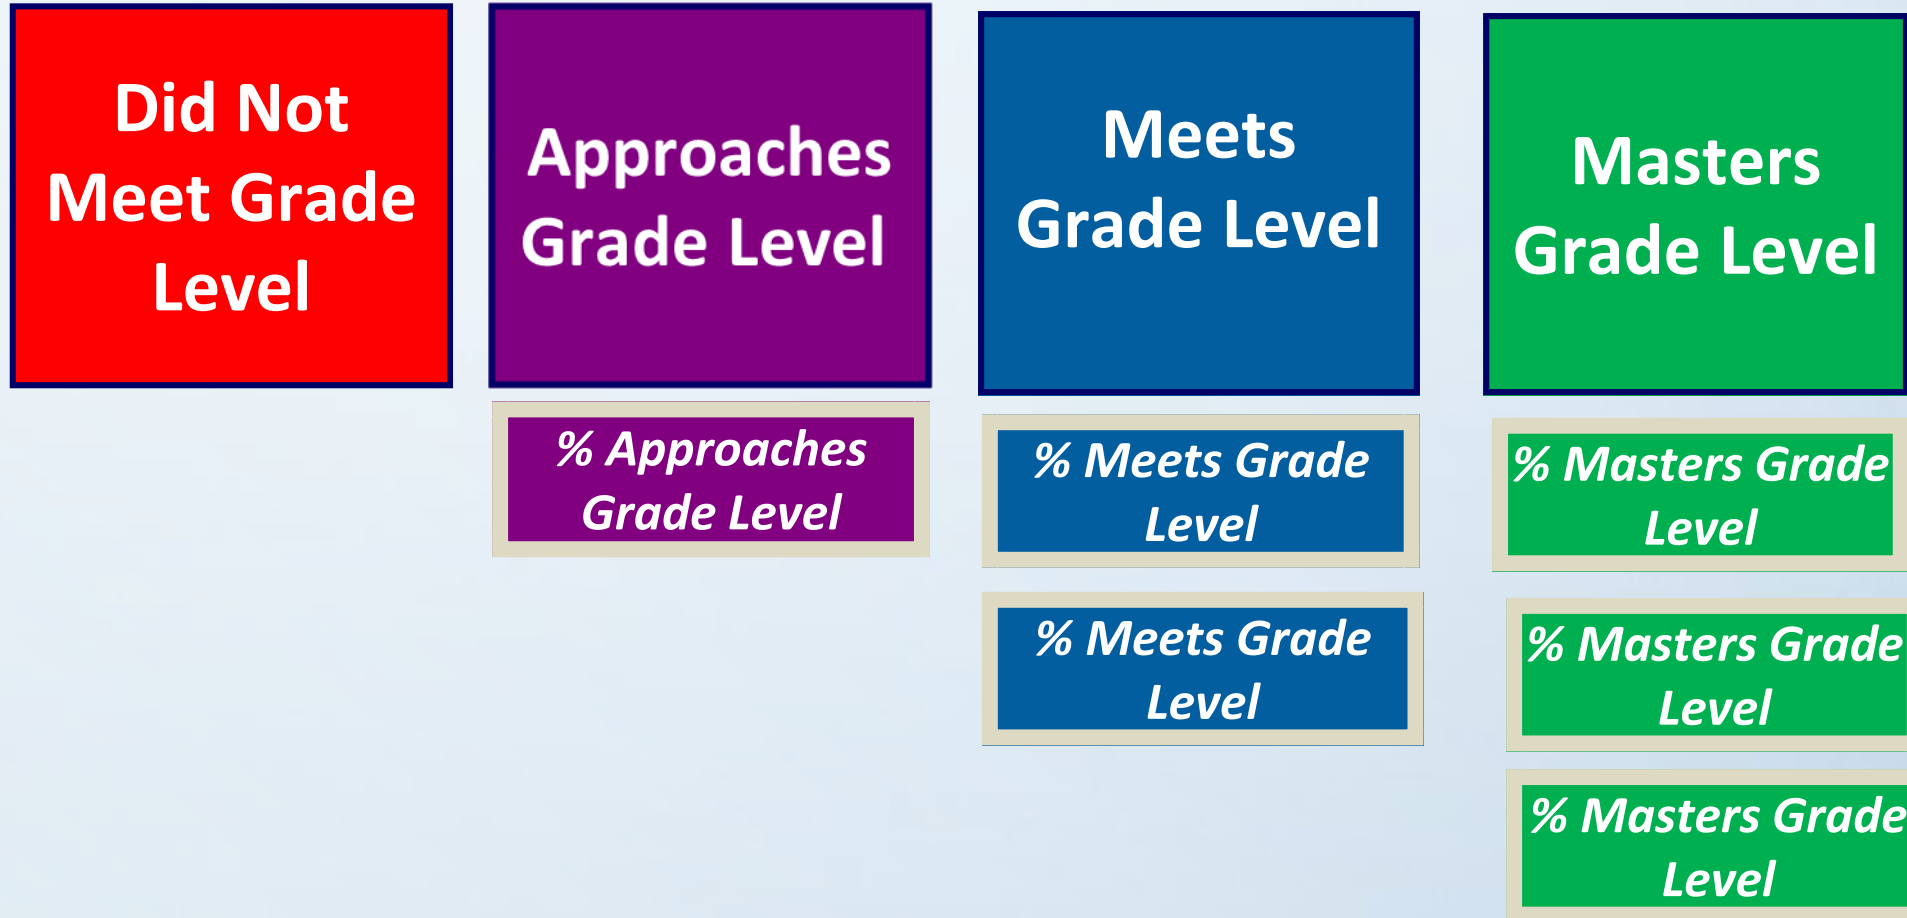 Did Not
Meet Grade
Level
Approaches
Grade Level
Meets
Grade Level
Masters
Grade Level
% Approaches
Grade Level
% Meets Grade
Level
% Masters Grade
Level
% Meets Grade
Level
% Masters Grade
Level
% Masters Grade
Level